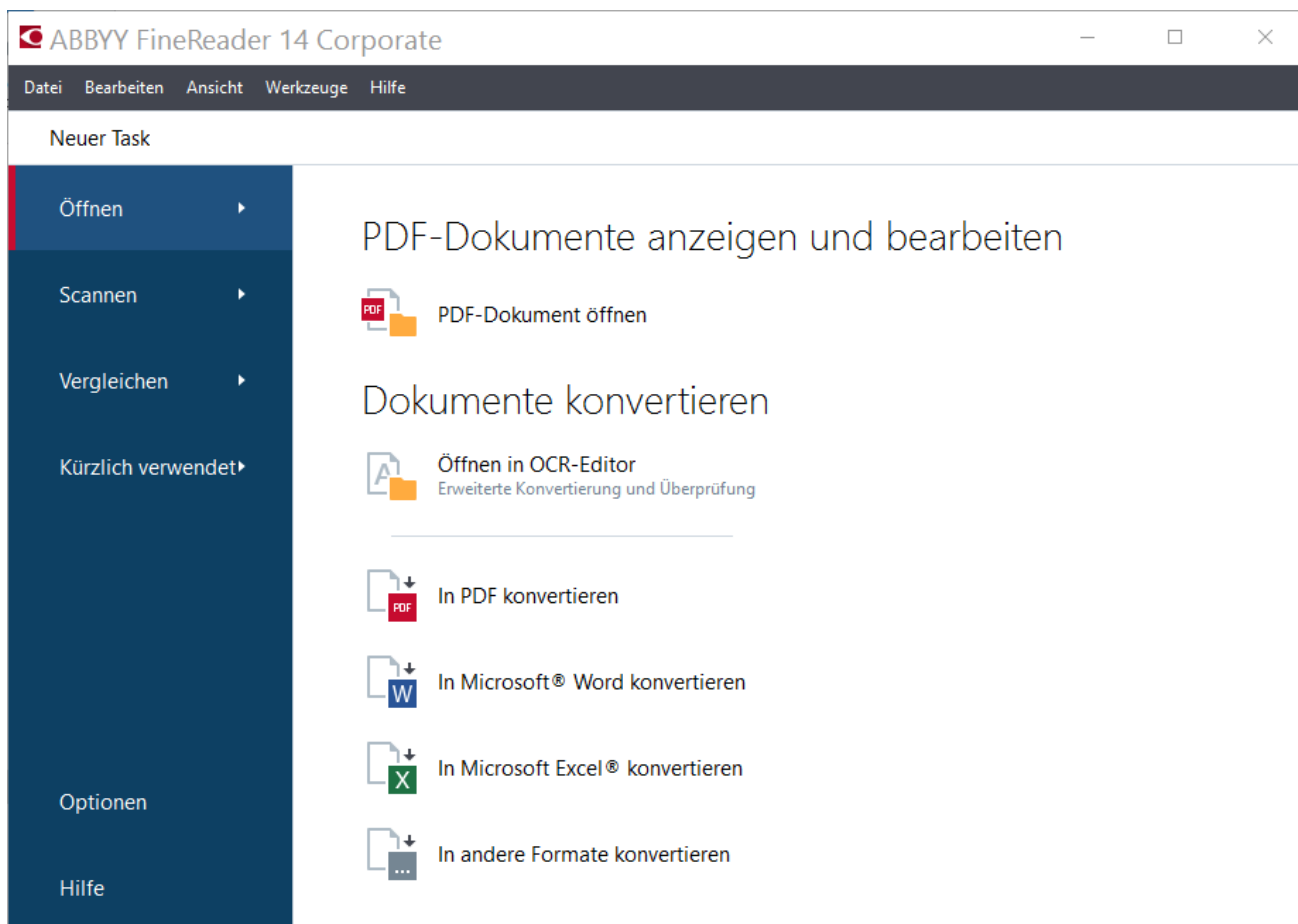 ABBYY FineReader 14 Corporate
Datei Bearbeiten Ansicht Werkzeuge Hilfe
Neuer Task
Öffnen
Scannen
Vergleichen
Kürzlich verwendet
Optionen
Hilfe
PDF-Dokumente anzeigen und bearbeiten
PDF
PDF-Dokument öffnen
Dokumente konvertieren
A
Öffnen in OCR-Editor
Erweiterte Konvertierung und Überprüfung
PDF
In PDF konvertieren
W
In Microsoft® Word konvertieren
X
In Microsoft Excel® konvertieren
...
In andere Formate konvertieren